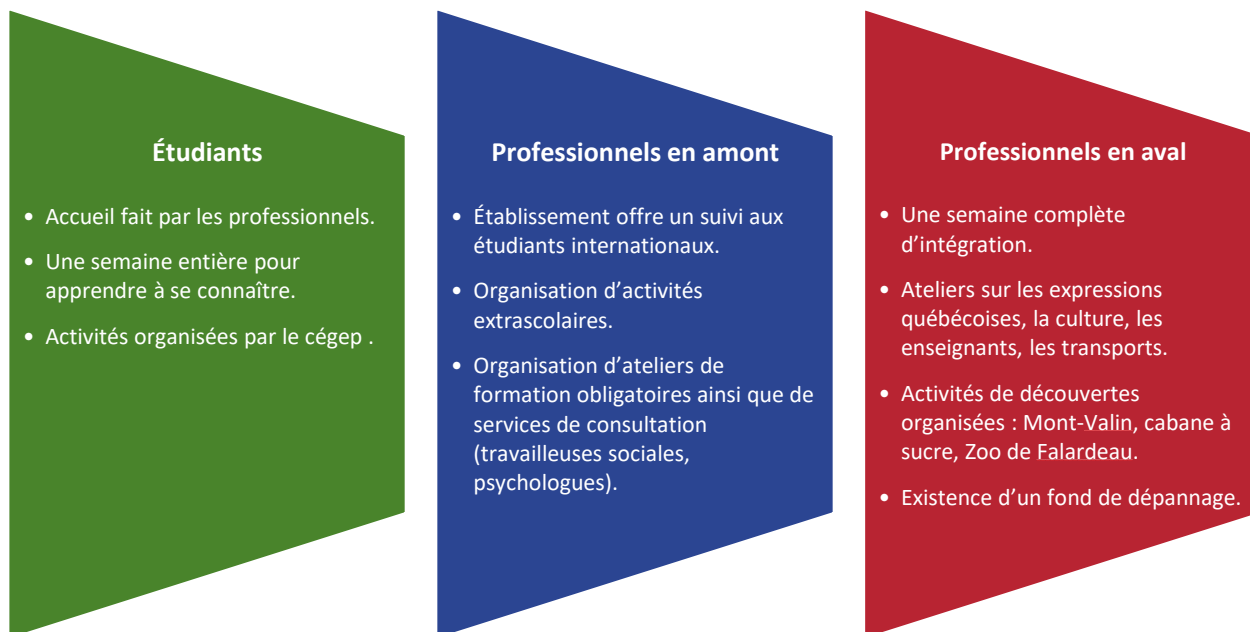 Étudiants
• Accueil fait par les professionnels.
• Une semaine entière pour
apprendre à se connaître.
• Activités organisées par le cégep .
Professionnels en amont
• Établissement offre un suivi aux
étudiants internationaux.
• Organisation d'activités
extrascolaires.
• Organisation d'ateliers de
formation obligatoires ainsi que de
services de consultation
(travailleuses sociales,
psychologues).
Professionnels en aval
• Une semaine complète
d'intégration.
• Ateliers sur les expressions
québécoises, la culture, les
enseignants, les transports.
• Activités de découvertes
organisées : Mont-Valin, cabane à
sucre, Zoo de Falardeau.
• Existence d'un fond de dépannage.